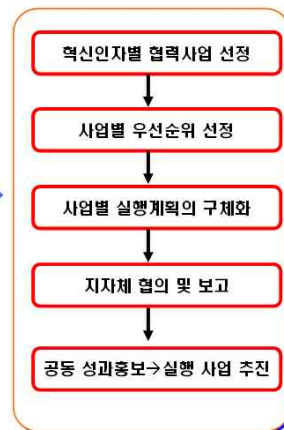 혁신인자별 협력사업 선정
사업별 우선순위 선정
사업별 실행계획의 구체화
지자체 협의 및 보고
공동 성과홍보→실행 사업 추진